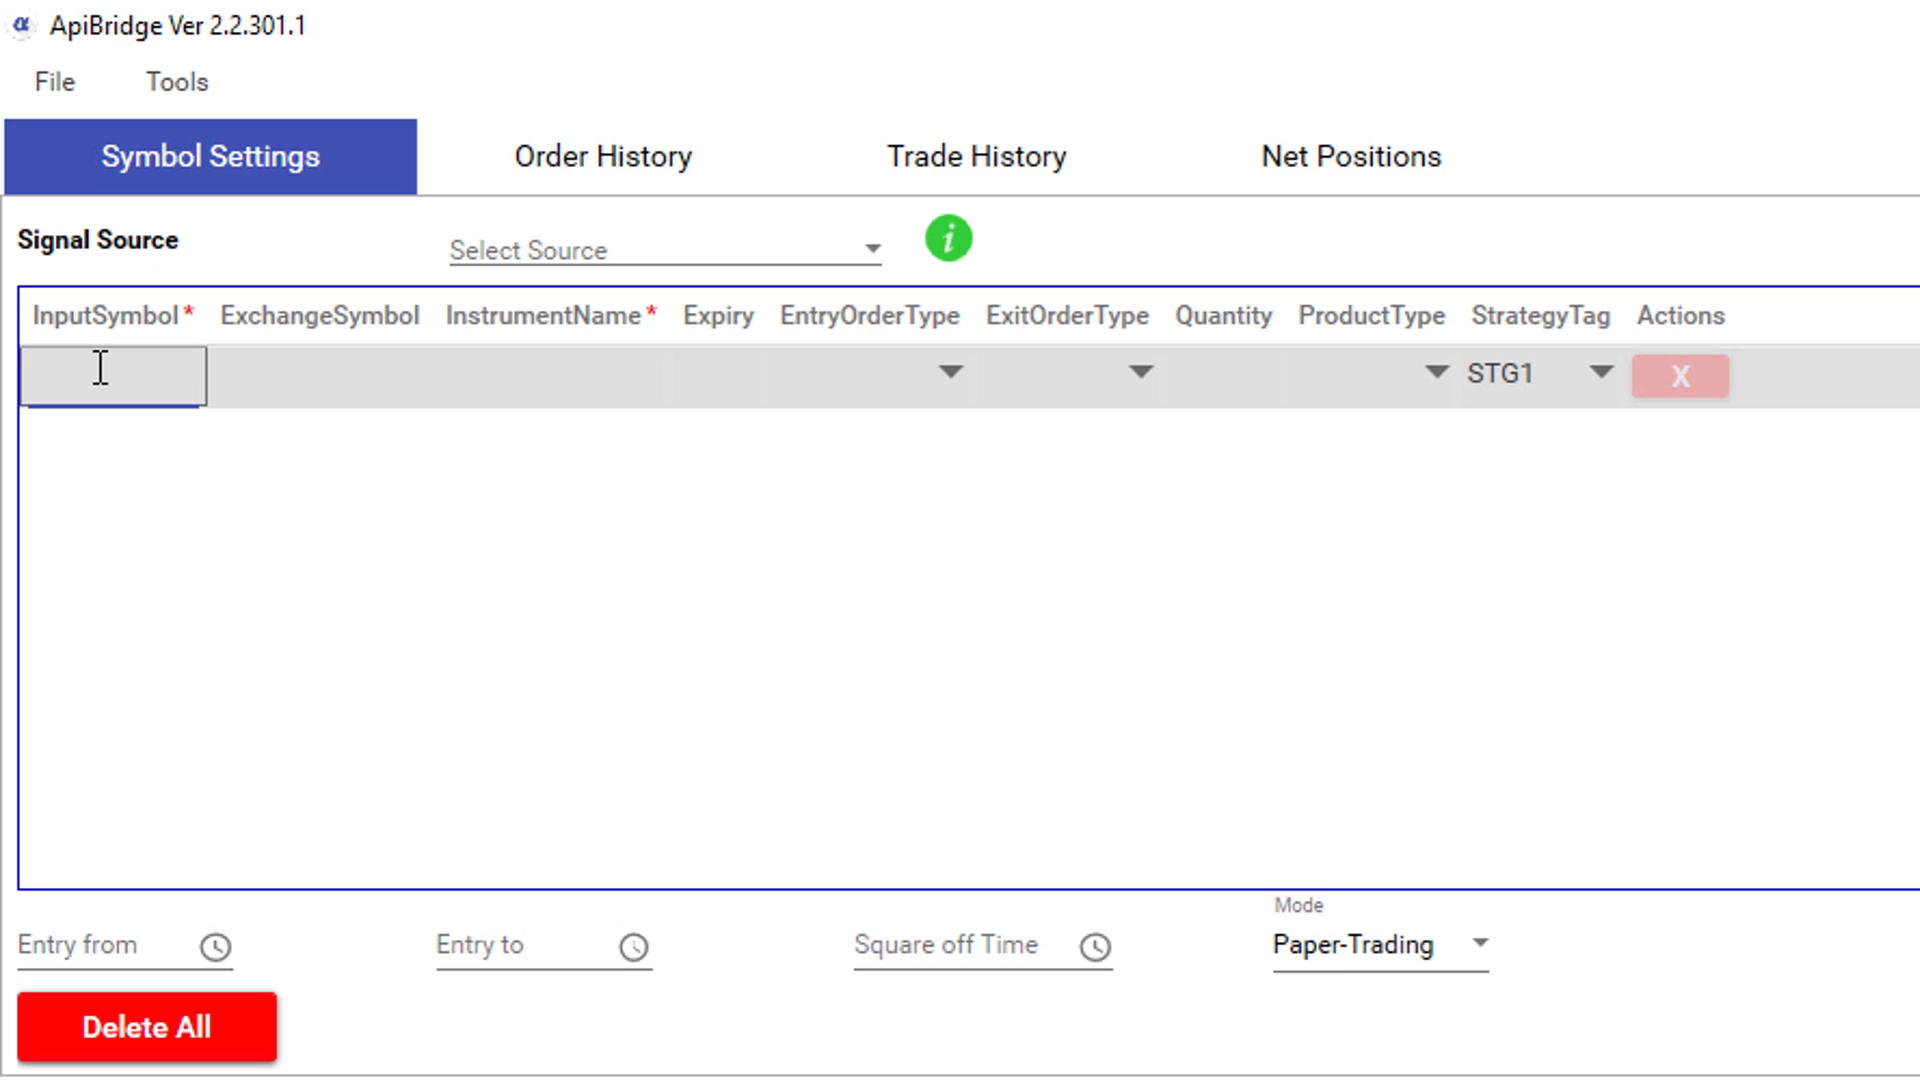 α ApiBridge Ver 2.2.301.1
File Tools
Symbol Settings Order History Trade History Net Positions
Signal Source Select Source i
InputSymbol* ExchangeSymbol InstrumentName* Expiry EntryOrderType ExitOrderType Quantity ProductType StrategyTag Actions
STG1 X
Mode
Entry from Entry to Square off Time Paper-Trading
Delete All